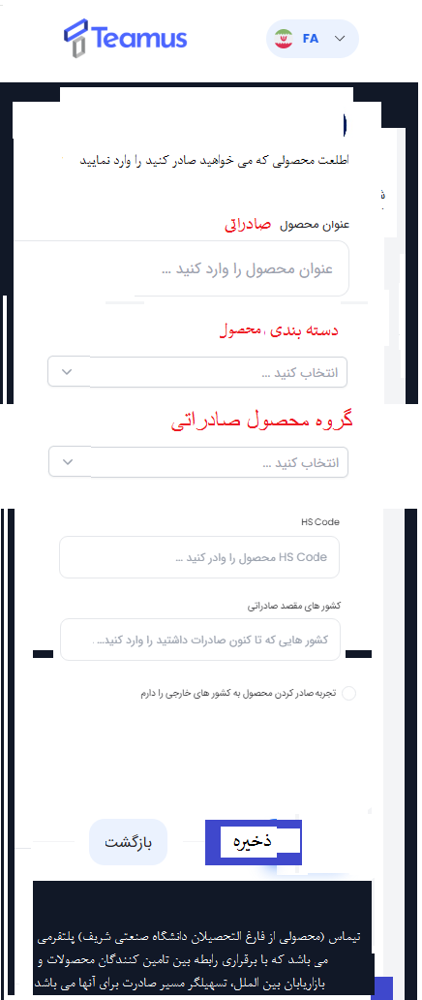 Teamus
FA
اطلعت محصولی که می خواهید صادر کنید را وارد نمایید
عنوان محصول صادراتی
عنوان محصول را وارد کنید ...
دسته بندی ، محصول
انتخاب کنید ...
گروه محصول صادراتی
انتخاب کنید ...
HS Code
HS Code محصول را وادر کنید ...
کشور های مقصد صادراتی
کشور هایی که تا کنون صادرات داشتید را وارد کنید...
تجربه صادر کردن محصول به کشور های خارجی را دارم
ذخیره
بازگشت
تیماس (محصولی از فارغ التحصیلان دانشگاه صنعتی شریف) پلتفرمی
می باشد که با برقراری رابطه بین تامین کنندگان محصولات و
بازاریابان بین الملل، تسهیلگر مسیر صادرت برای آنها می باشد